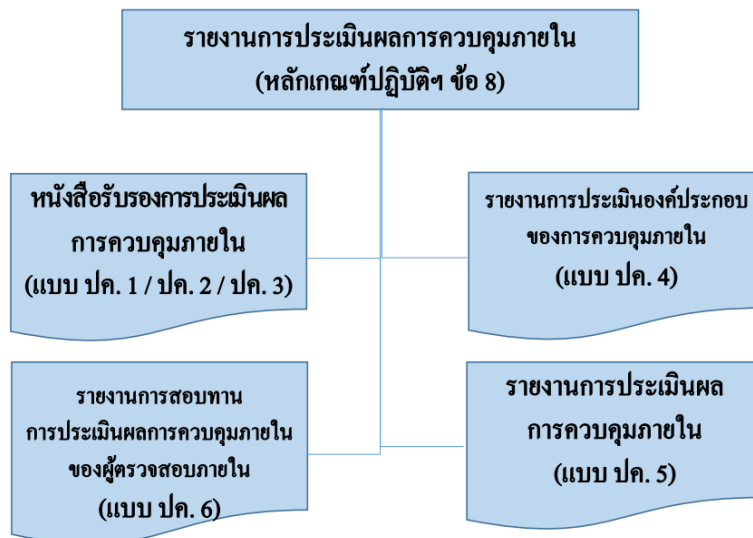 รายงานการประเมินผลการควบคุมภายใน
(หลักเกณฑ์ปฏิบัติฯ ข้อ 8)
หนังสือรับรองการประเมินผล
การควบคุมภายใน
(แบบ ปค. 1 / ปค. 2 / ปค. 3)
รายงานการประเมินองค์ประกอบ
ของการควบคุมภายใน
(แบบ ปค. 4)
รายงานการสอบทาน
การประเมินผลการควบคุมภายใน
ของผู้ตรวจสอบภายใน
(แบบ ปค. 6)
รายงานการประเมินผล
การควบคุมภายใน
(แบบ ปค. 5)